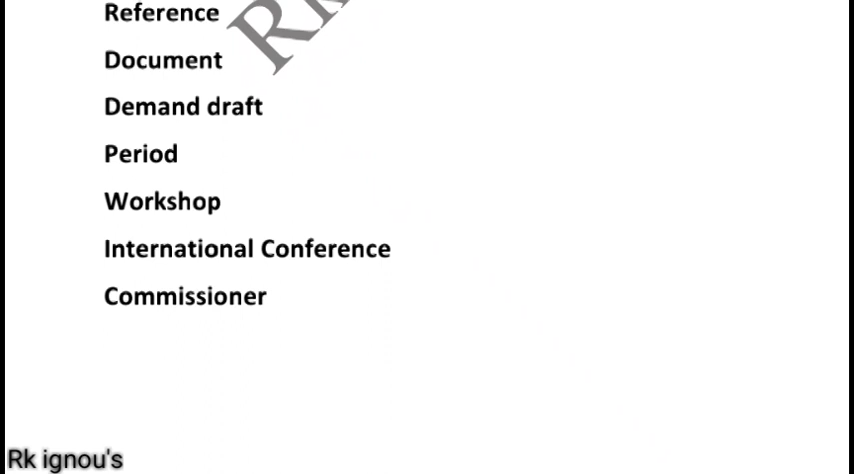 Reference
Document
Demand draft
Period
Workshop
International Conference
Commissioner
Rk ignou's